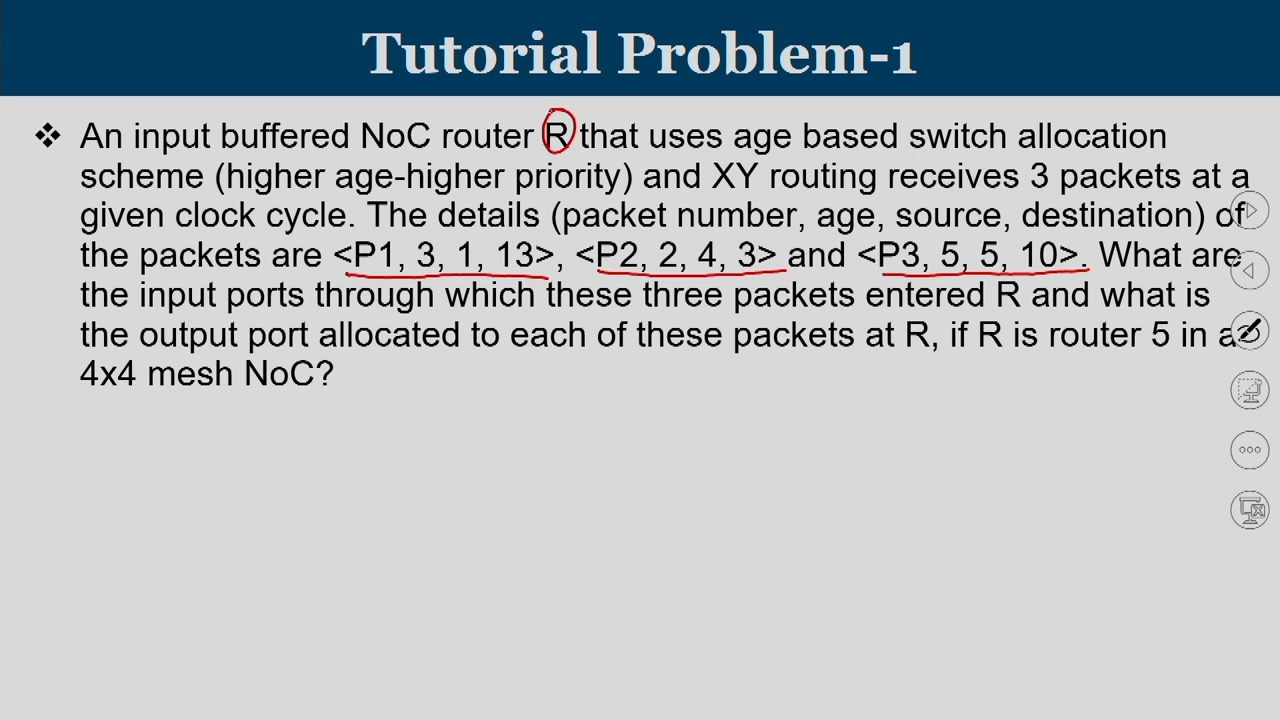 Tutorial Problem-1
❖ An input buffered NoC router R that uses age based switch allocation
scheme (higher age-higher priority) and XY routing receives 3 packets at a
given clock cycle. The details (packet number, age, source, destination) of
the packets are <P1, 3, 1, 13>, <P2, 2, 4, 3> and <P3, 5, 5, 10>. What are
the input ports through which these three packets entered R and what is
the output port allocated to each of these packets at R, if R is router 5 in a
4x4 mesh NoC?